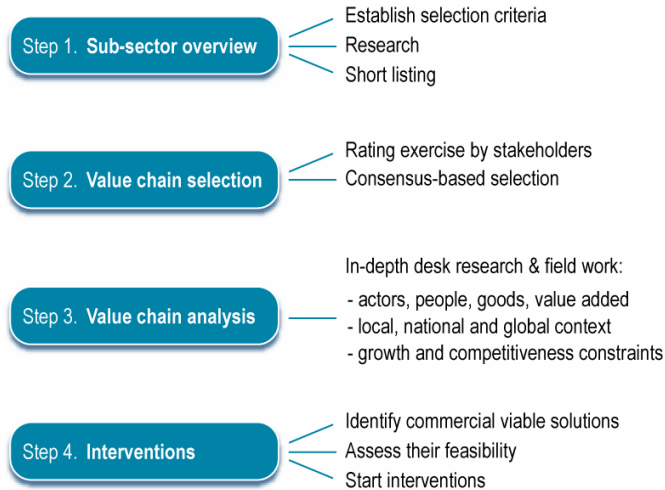 Step 1. Sub-sector overview
Establish selection criteria
Research
Short listing
Step 2. Value chain selection
Rating exercise by stakeholders
Consensus-based selection
Step 3. Value chain analysis
In-depth desk research & field work:
- actors, people, goods, value added
- local, national and global context
- growth and competitiveness constraints
Step 4. Interventions
Identify commercial viable solutions
Assess their feasibility
Start interventions